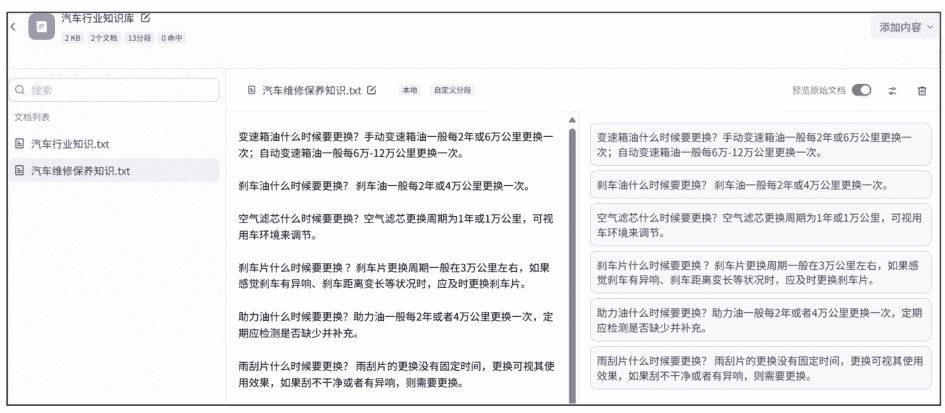 汽车行业知识库
2 KB 2个文档 13分段 0 命中
添加内容
搜索
文档列表
汽车行业知识.txt
汽车维修保养知识.txt
汽车维修保养知识.txt 本地 自定义分段
预览原始文档
变速箱油什么时候要更换？手动变速箱油一般每2年或6万公里更换一
次；自动变速箱油一般每6万-12万公里更换一次。
刹车油什么时候要更换？ 刹车油一般每2年或4万公里更换一次。
空气滤芯什么时候要更换？空气滤芯更换周期为1年或1万公里，可视
用车环境来调节。
刹车片什么时候要更换？刹车片更换周期一般在3万公里左右，如果
感觉刹车有异响、刹车距离变长等状况时，应及时更换刹车片。
助力油什么时候要更换？助力油一般每2年或者4万公里更换一次，定
期应检测是否缺少并补充。
雨刮片什么时候要更换？ 雨刮片的更换没有固定时间，更换可视其使
用效果，如果刮不干净或者有异响，则需要更换。
变速箱油什么时候要更换？手动变速箱油一般每2年或6万公里更换一
次；自动变速箱油一般每6万-12万公里更换一次。
刹车油什么时候要更换？ 刹车油一般每2年或4万公里更换一次。
空气滤芯什么时候要更换？空气滤芯更换周期为1年或1万公里，可视用
车环境来调节。
刹车片什么时候要更换？刹车片更换周期一般在3万公里左右，如果感
觉刹车有异响、刹车距离变长等状况时，应及时更换刹车片。
助力油什么时候要更换？助力油一般每2年或者4万公里更换一次，定期
应检测是否缺少并补充。
雨刮片什么时候要更换？ 雨刮片的更换没有固定时间，更换可视其使用
效果，如果刮不干净或者有异响，则需要更换。